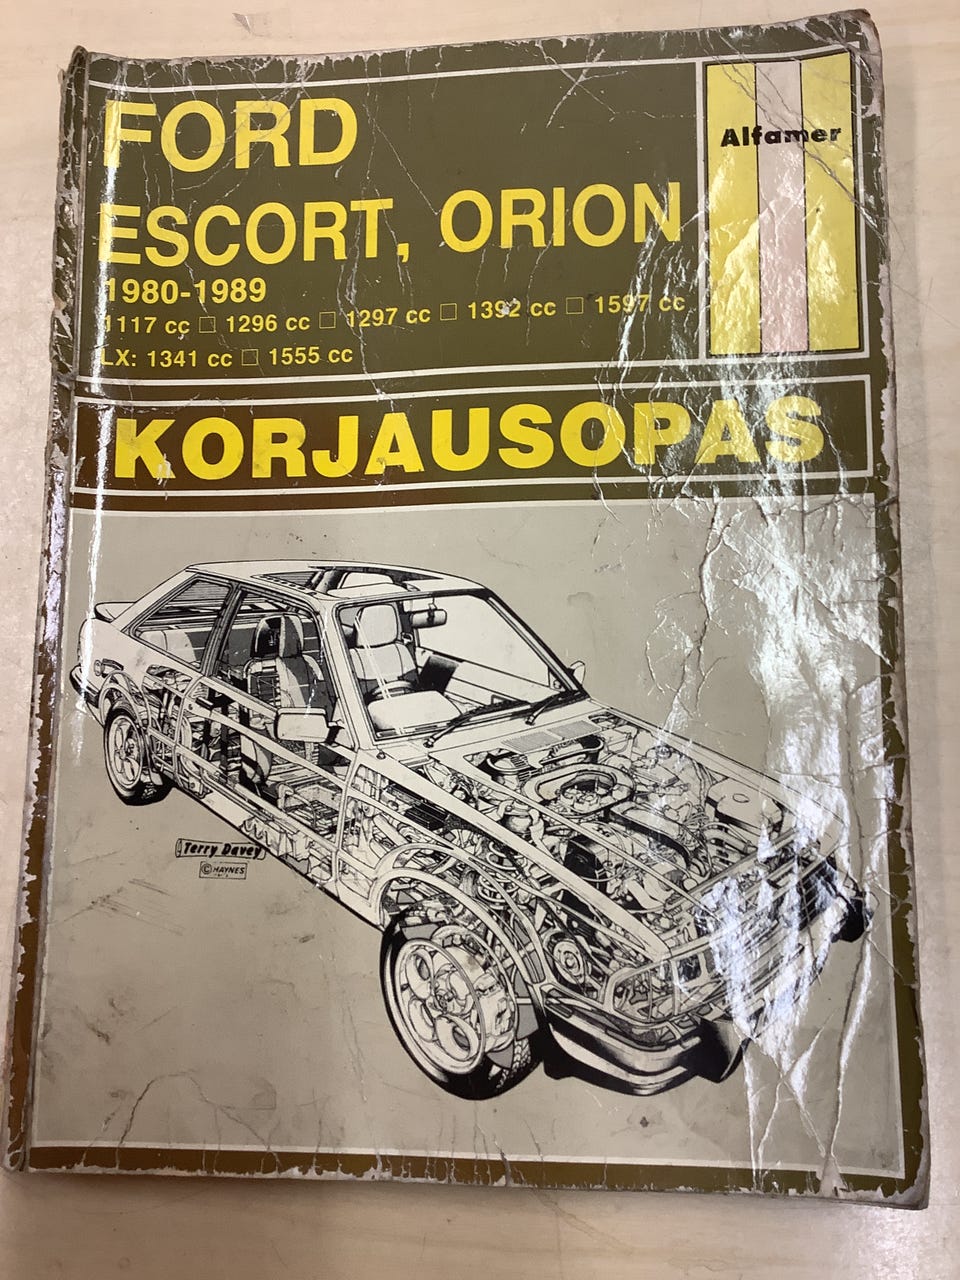 FORD
ESCORT, ORION
1980-1989
1117 cc □ 1296 cc □ 1297 cc □ 1392 cc □ 1597 cc
LX: 1341 cc □ 1555 cc
Alfamer
KORJAUSOPAS
Terry Davey
© HAYNES